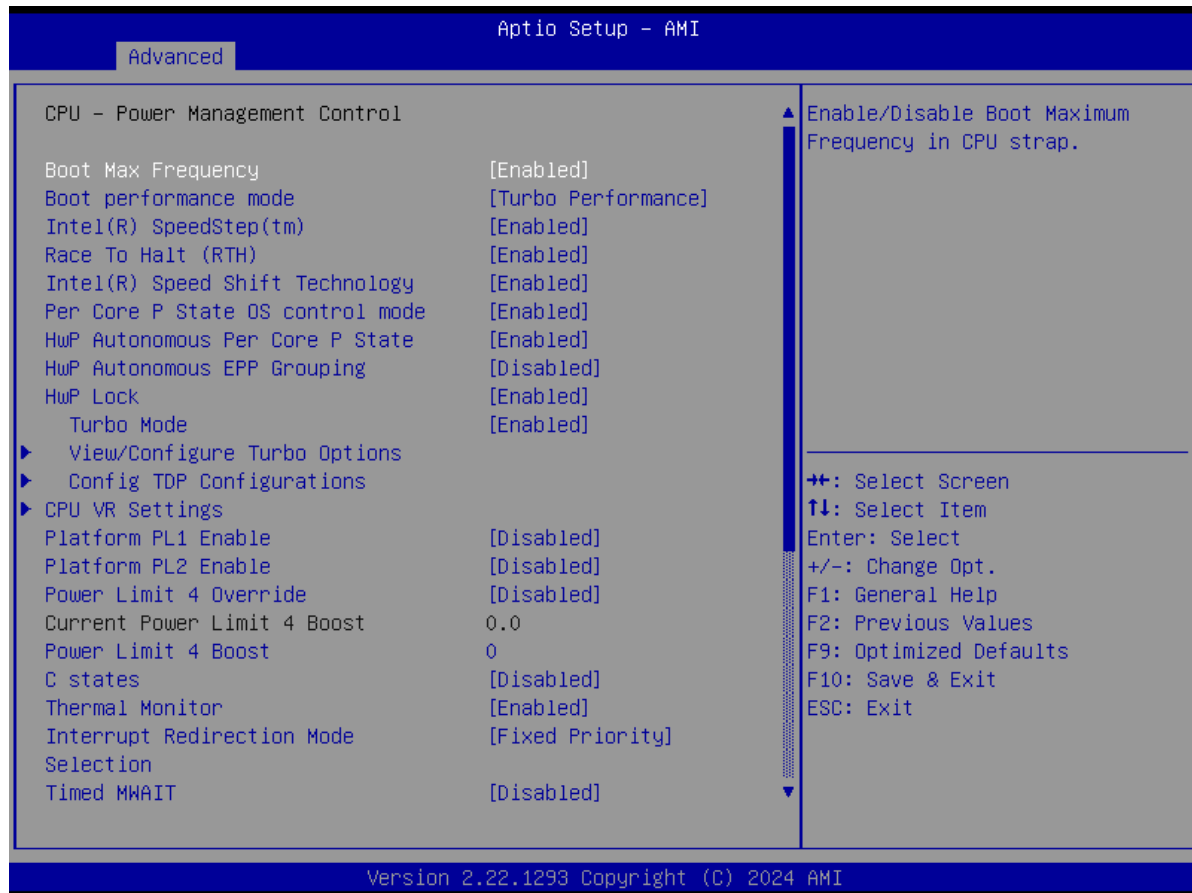 Aptio Setup - AMI
Advanced
CPU - Power Management Control
Boot Max Frequency [Enabled]
Boot performance mode [Turbo Performance]
Intel(R) SpeedStep(tm) [Enabled]
Race To Halt (RTH) [Enabled]
Intel(R) Speed Shift Technology [Enabled]
Per Core P State OS control mode [Enabled]
HwP Autonomous Per Core P State [Enabled]
HwP Autonomous EPP Grouping [Disabled]
HwP Lock [Enabled]
Turbo Mode [Enabled]
View/Configure Turbo Options
Config TDP Configurations
CPU VR Settings
Platform PL1 Enable [Disabled]
Platform PL2 Enable [Disabled]
Power Limit 4 Override [Disabled]
Current Power Limit 4 Boost 0.0
Power Limit 4 Boost 0
C states [Disabled]
Thermal Monitor [Enabled]
Interrupt Redirection Mode [Fixed Priority]
Selection
Timed MWAIT [Disabled]
Enable/Disable Boot Maximum
Frequency in CPU strap.
→←: Select Screen
↑↓: Select Item
Enter: Select
+/-: Change Opt.
F1: General Help
F2: Previous Values
F9: Optimized Defaults
F10: Save & Exit
ESC: Exit
Version 2.22.1293 Copyright (C) 2024 AMI